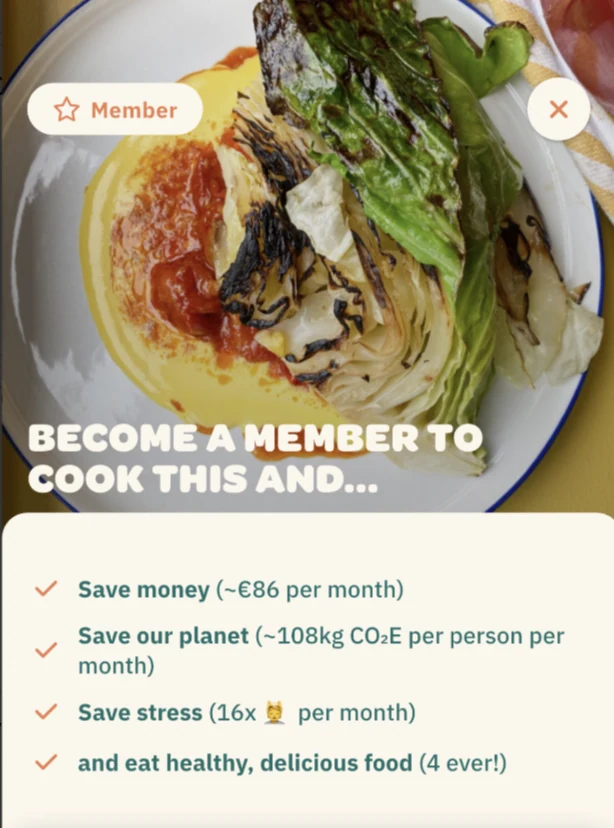 Member
BECOME A MEMBER TO
COOK THIS AND...
Save money (~€86 per month)
Save our planet (~108kg CO₂E per person per
month)
Save stress (16x 💆 per month)
and eat healthy, delicious food (4 ever!)